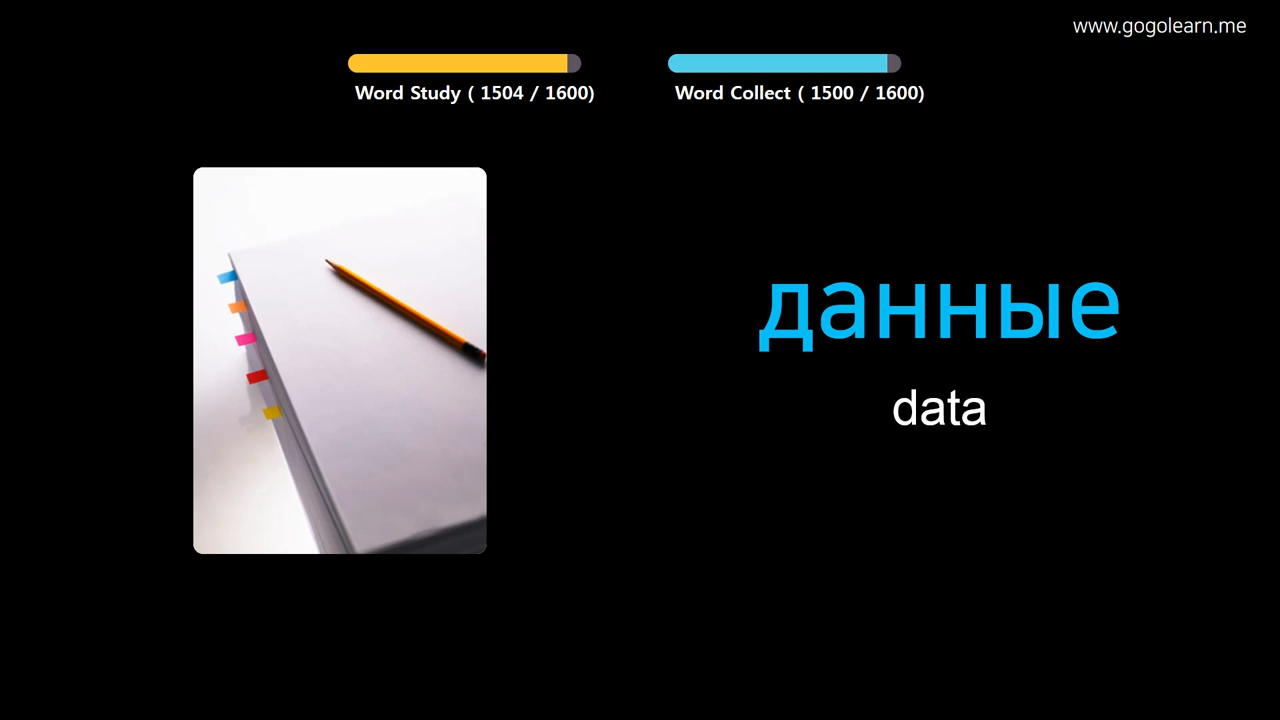 www.gogolearn.me
Word Study ( 1504 / 1600)
Word Collect ( 1500 / 1600)
данные
data